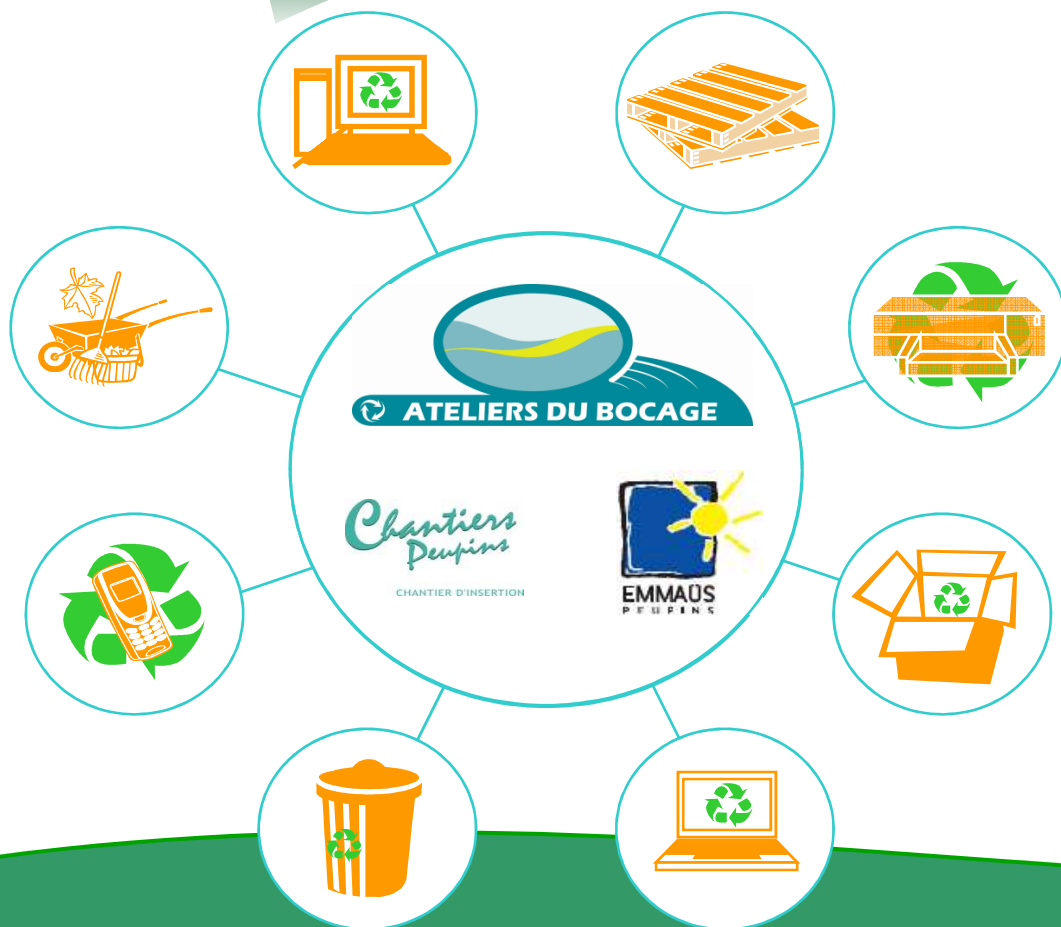 ATELIERS DU BOCAGE
Chantiers
Peupins
CHANTIER D'INSERTION
EMMAÜS
PEUPINS